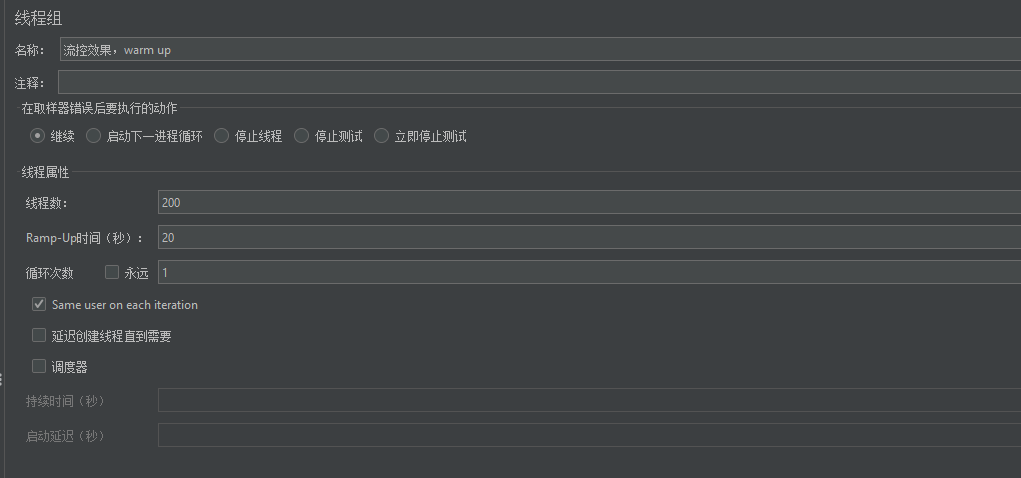 线程组
名称： 流控效果，warm up
注释：
在取样器错误后要执行的动作
继续 启动下一进程循环 停止线程 停止测试 立即停止测试
线程属性
线程数： 200
Ramp-Up时间（秒）： 20
循环次数 永远 1
Same user on each iteration
延迟创建线程直到需要
调度器
持续时间（秒）
启动延迟（秒）